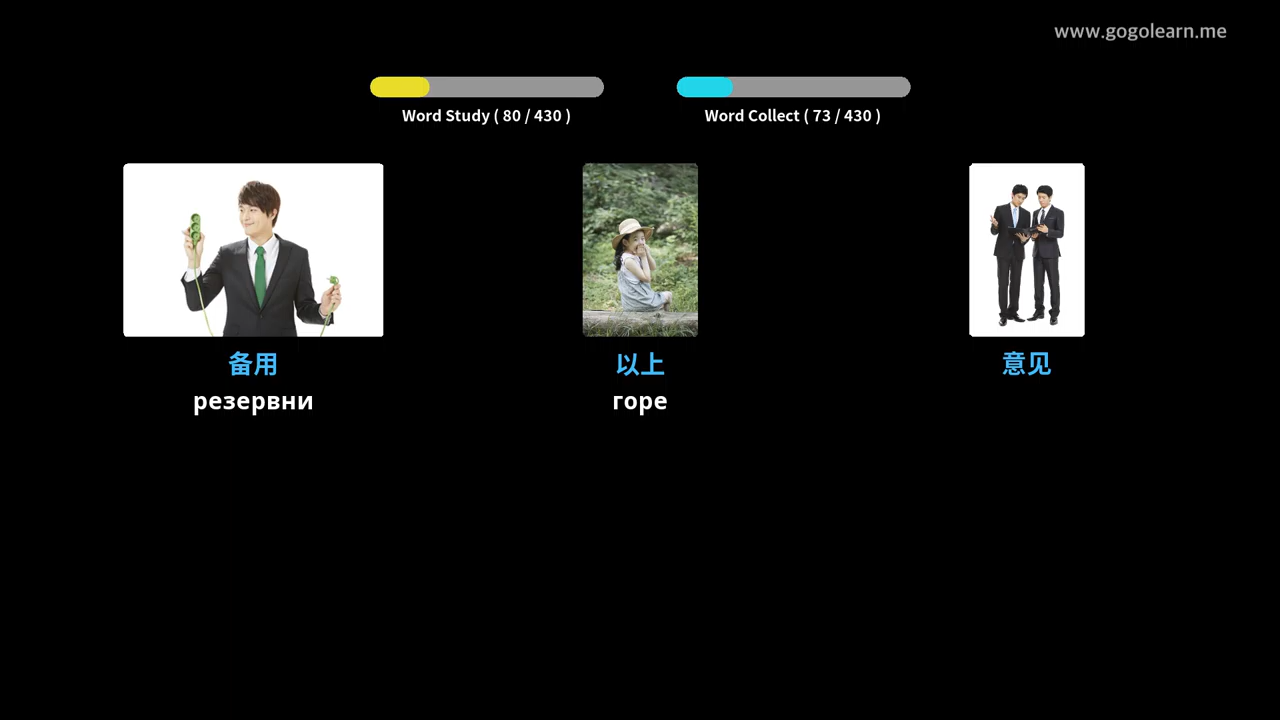 www.gogolearn.me
Word Study ( 80 / 430 )
Word Collect ( 73 / 430 )
备用
以上
意见
резервни
горе